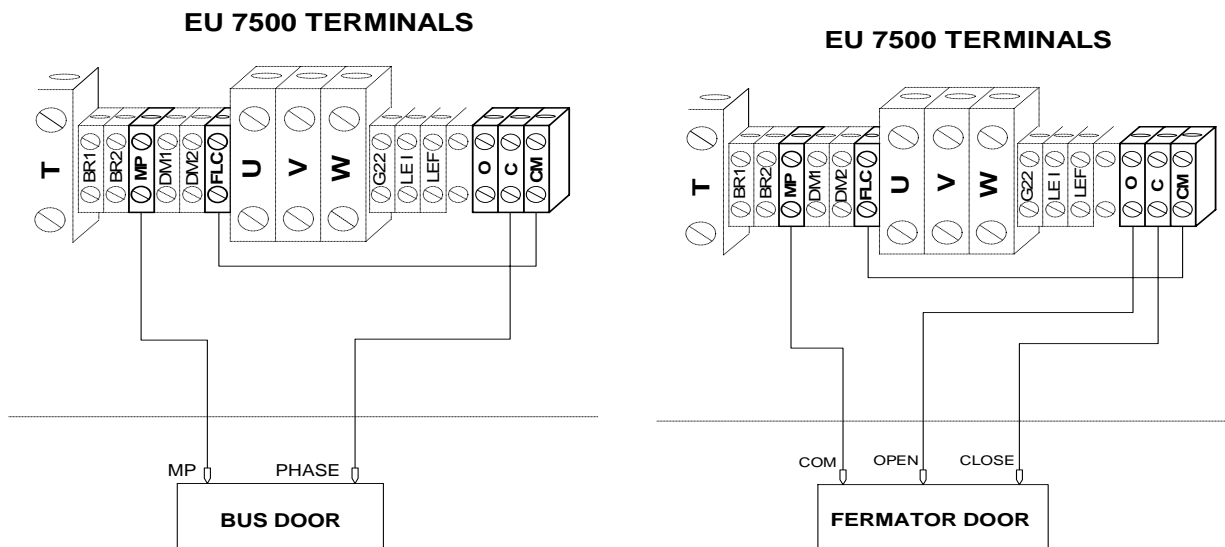 EU 7500 TERMINALS
T BR1 BR2 MP DM1 DM2 FLC U V W G22 LE I LEF O C CM
MP PHASE
BUS DOOR
EU 7500 TERMINALS
T BR1 BR2 MP DM1 DM2 FLC U V W G22 LE I LEF O C CM
COM OPEN CLOSE
FERMATOR DOOR